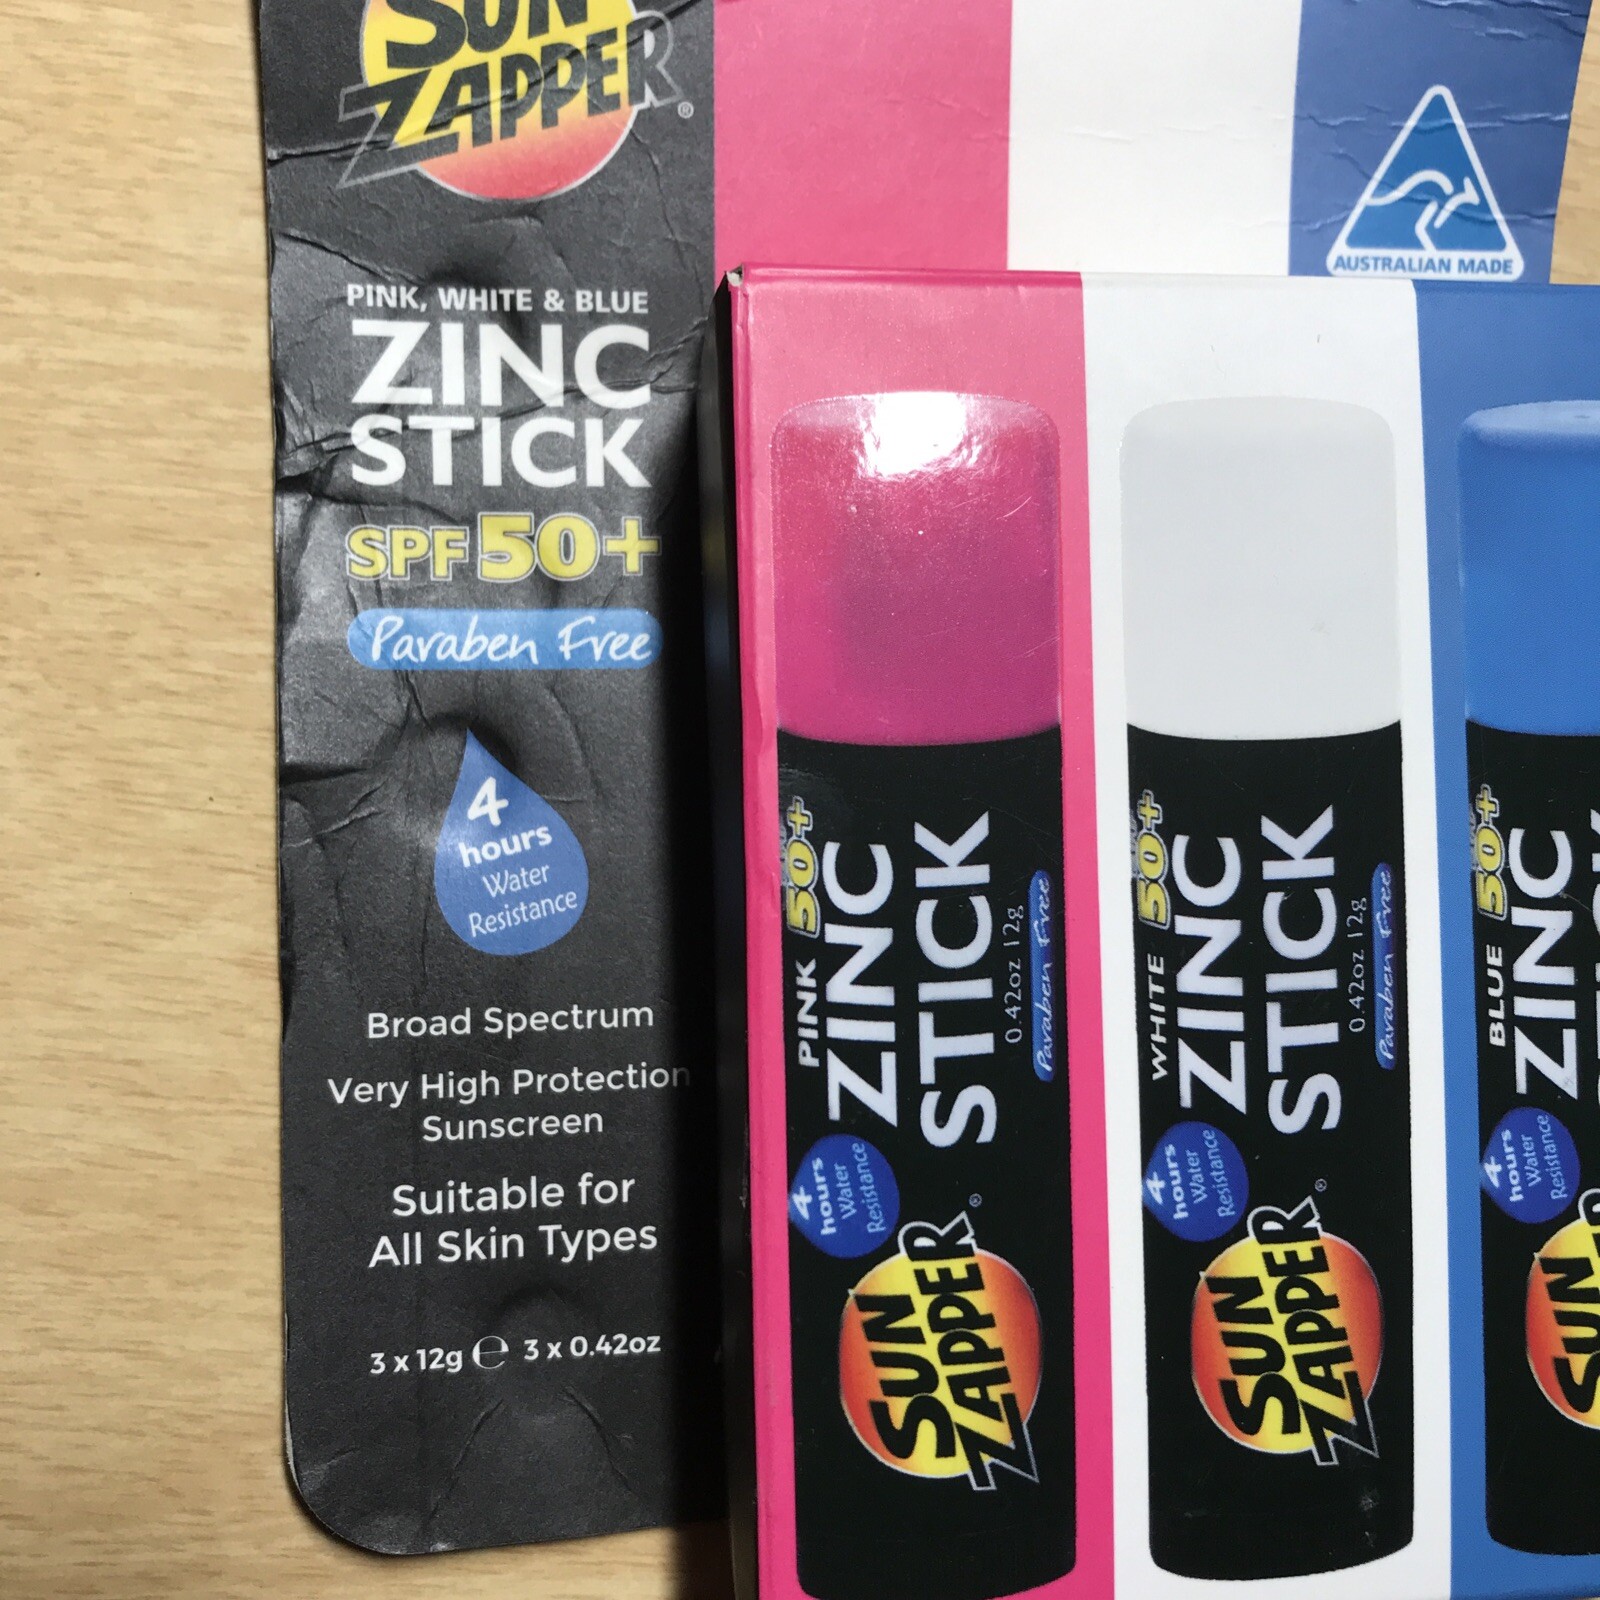 SUN
ZAPPER®
PINK, WHITE & BLUE
ZINC
STICK
SPF 50+
Paraben Free
4
hours
Water
Resistance
Broad Spectrum
Very High Protection
Sunscreen
Suitable for
All Skin Types
3 x 12g ℮ 3 x 0.42oz
AUSTRALIAN MADE
PINK 50+
ZINC
STICK
0.42oz 12g
Paraben Free
4
hours
Water
Resistance
SUN
ZAPPER®
WHITE 50+
ZINC
STICK
0.42oz 12g
Paraben Free
4
hours
Water
Resistance
SUN
ZAPPER®
BLUE 50+
ZINC
4
hours
Water
Resistance
SUN